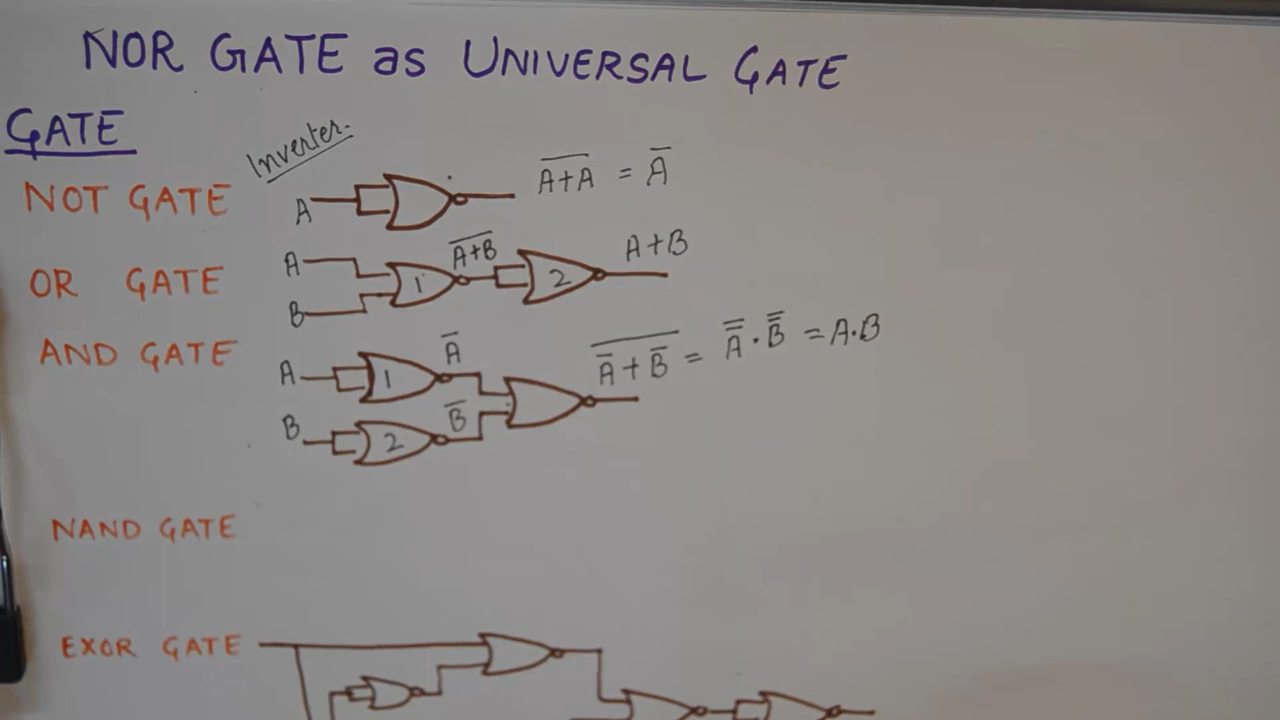 NOR GATE as UNIVERSAL GATE
GATE
Inverter.
NOT GATE A A̅+̅A̅ = A̅
OR GATE A B 1 A̅+̅B̅ 2 A+B
AND GATE A 1 A̅ B 2 B̅ \overline{A̅ + B̅} = A̿ · B̿ = A.B
NAND GATE
EXOR GATE